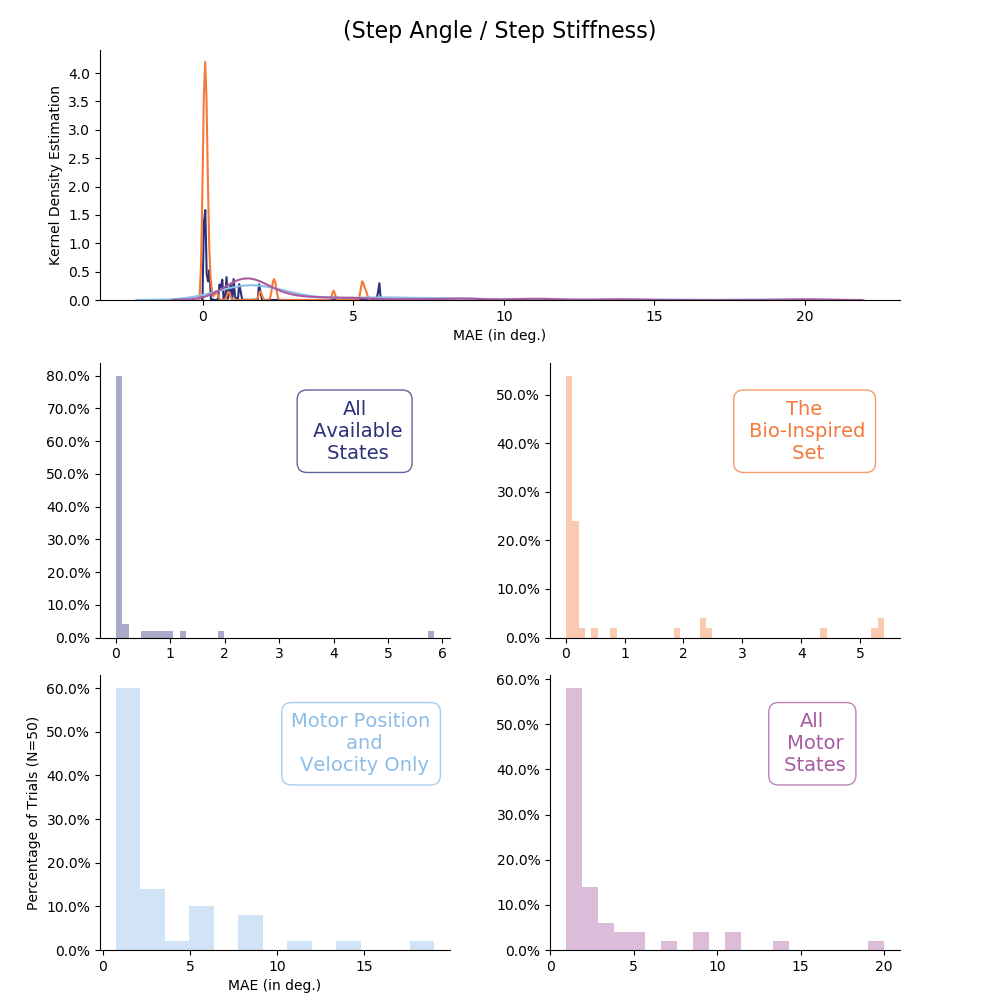 (Step Angle / Step Stiffness)
Kernel Density Estimation
4.0
3.5
3.0
2.5
2.0
1.5
1.0
0.5
0.0
0 5 10 15 20
MAE (in deg.)
80.0%
70.0%
60.0%
50.0%
40.0%
30.0%
20.0%
10.0%
0.0%
0 1 2 3 4 5 6
All
Available
States
50.0%
40.0%
30.0%
20.0%
10.0%
0.0%
0 1 2 3 4 5
The
Bio-Inspired
Set
Percentage of Trials (N=50)
60.0%
50.0%
40.0%
30.0%
20.0%
10.0%
0.0%
0 5 10 15
MAE (in deg.)
Motor Position
and
Velocity Only
60.0%
50.0%
40.0%
30.0%
20.0%
10.0%
0.0%
0 5 10 15 20
All
Motor
States